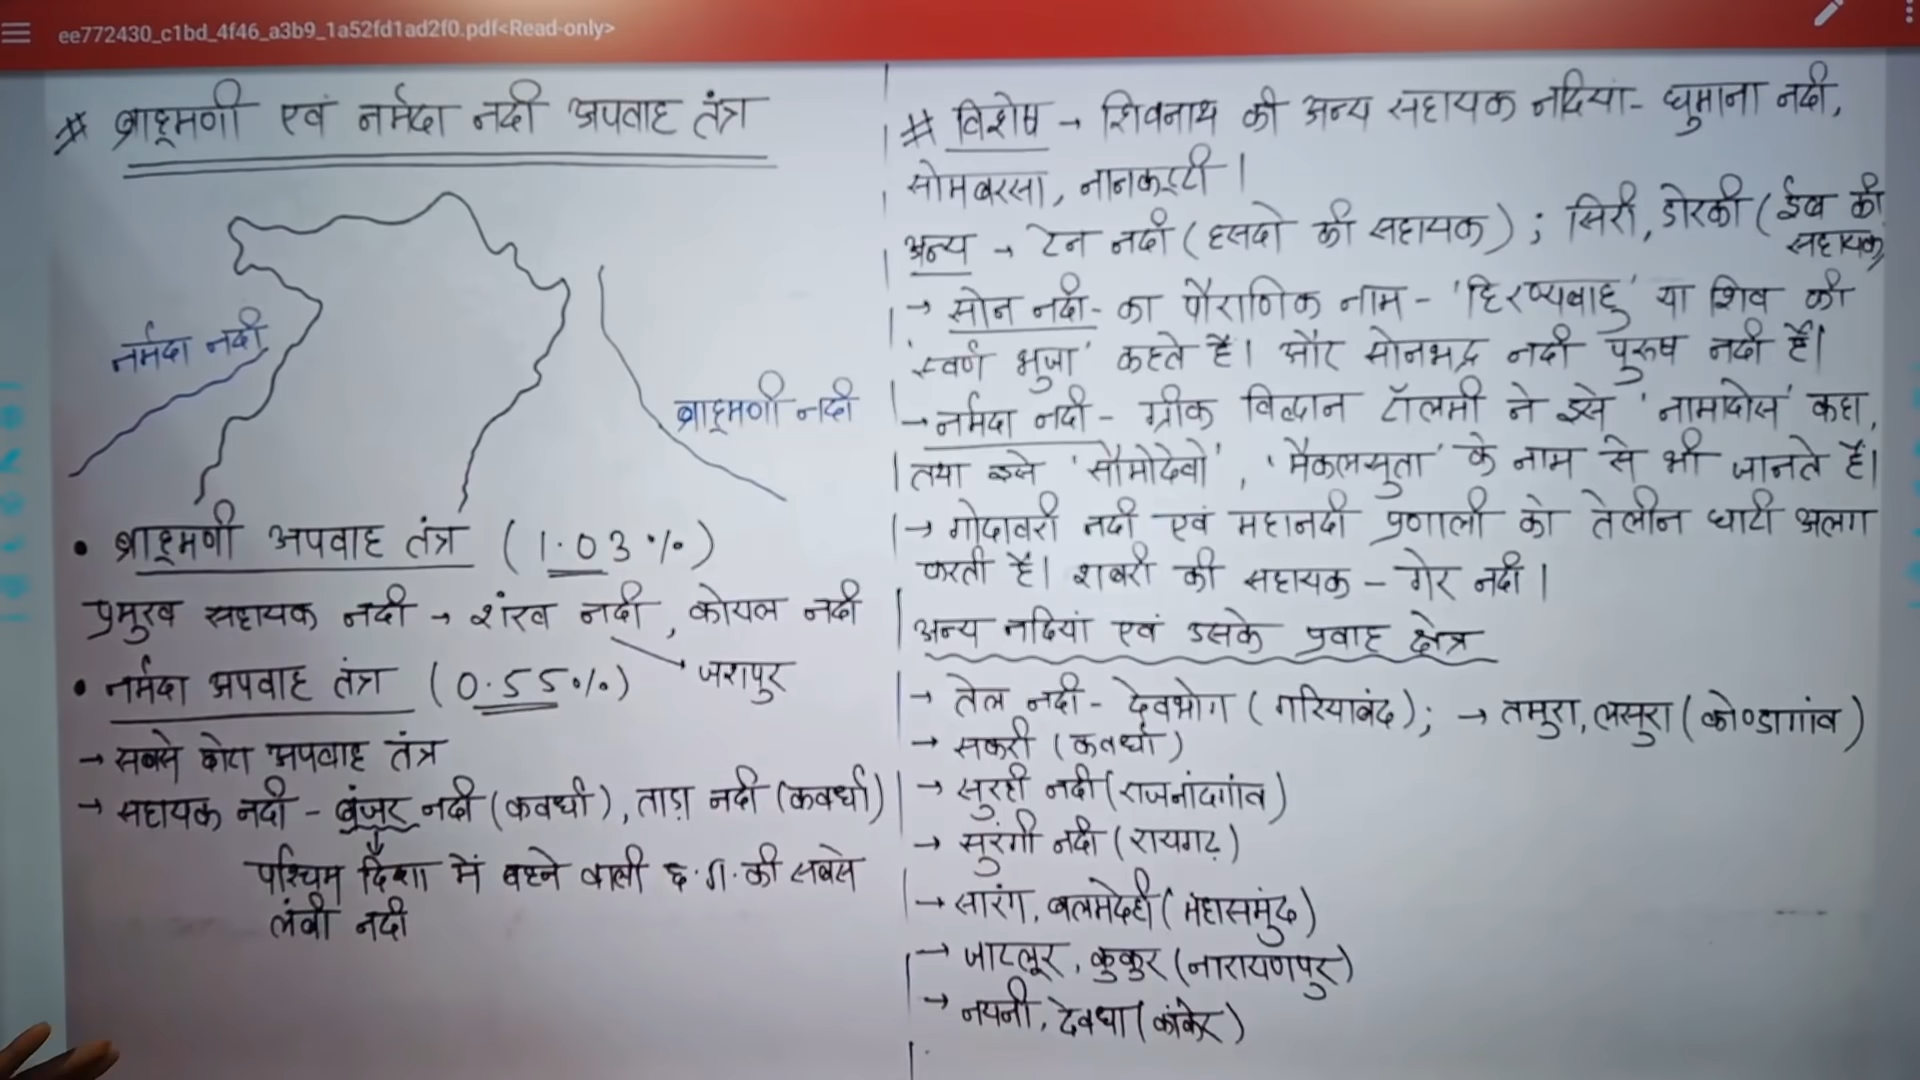 ee772430_c1bd_4f46_a3b9_1a52fd1ad2f0.pdf<Read-only>
# ब्राह्मणी एवं नर्मदा नदी अपवाह तंत्र
नर्मदा नदी
ब्राह्मणी नदी
• ब्राह्मणी अपवाह तंत्र (1.03%)
प्रमुख सहायक नदी → शंख नदी, कोयल नदी
→ जशपुर
• नर्मदा अपवाह तंत्र (0.55%)
→ सबसे छोटा अपवाह तंत्र
→ सहायक नदी - बंजर नदी (कवर्धा), ताड़ा नदी (कवर्धा)
पश्चिम दिशा में बहने वाली छ.ग. की सबसे
लंबी नदी
# विशेष → शिवनाथ की अन्य सहायक नदियां - घुमाना नदी,
सोमबरसा, नानकट्टी।
अन्य → टेन नदी (हसदो की सहायक); सिरी, डोरकी (ईब की
सहायक)
→ सोन नदी - का पौराणिक नाम - 'हिरण्यबाहु' या शिव की
'स्वर्ण भुजा' कहते है। और सोनभद्र नदी पुरुष नदी है।
→ नर्मदा नदी - ग्रीक विद्वान टॉलमी ने इसे 'नामादोस' कहा,
तथा इसे 'सौमोदेवो', 'मैकलसुता' के नाम से भी जानते है।
→ गोदावरी नदी एवं महानदी प्रणाली को तेलीन घाटी अलग
करती है। शबरी की सहायक - गेर नदी।
अन्य नदियां एवं उसके प्रवाह क्षेत्र
→ तेल नदी - देवभोग (गरियाबंद); → तमुरा, लसुरा (कोण्डागांव)
→ सकरी (कवर्धा)
→ सुरही नदी (राजनांदगांव)
→ सुरंगी नदी (रायगढ़)
→ सारंग, बलमदेही (महासमुंद)
→ जाटलूर, कुकुर (नारायणपुर)
→ नयनी, देवधा (कांकेर)